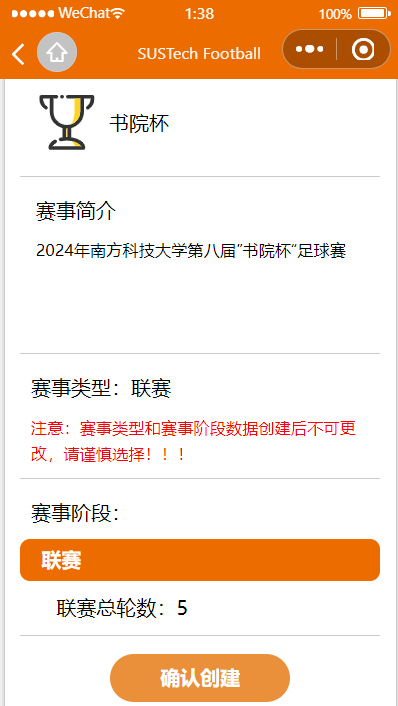 WeChat 1:38 100%
SUSTech Football
书院杯
赛事简介
2024年南方科技大学第八届”书院杯“足球赛
赛事类型：联赛
注意：赛事类型和赛事阶段数据创建后不可更
改，请谨慎选择！！！
赛事阶段：
联赛
联赛总轮数：5
确认创建